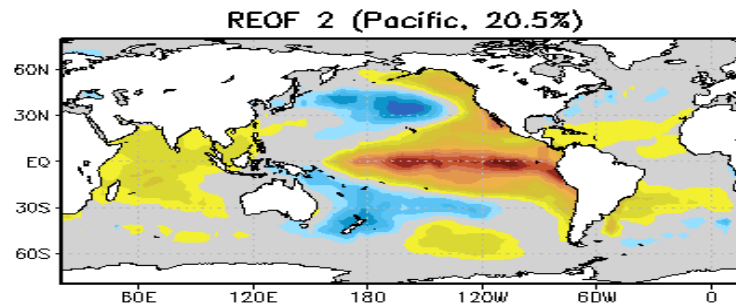 REOF 2 (Pacific, 20.5%)
60N
30N
EQ
30S
60S
60E 120E 180 120W 60W 0